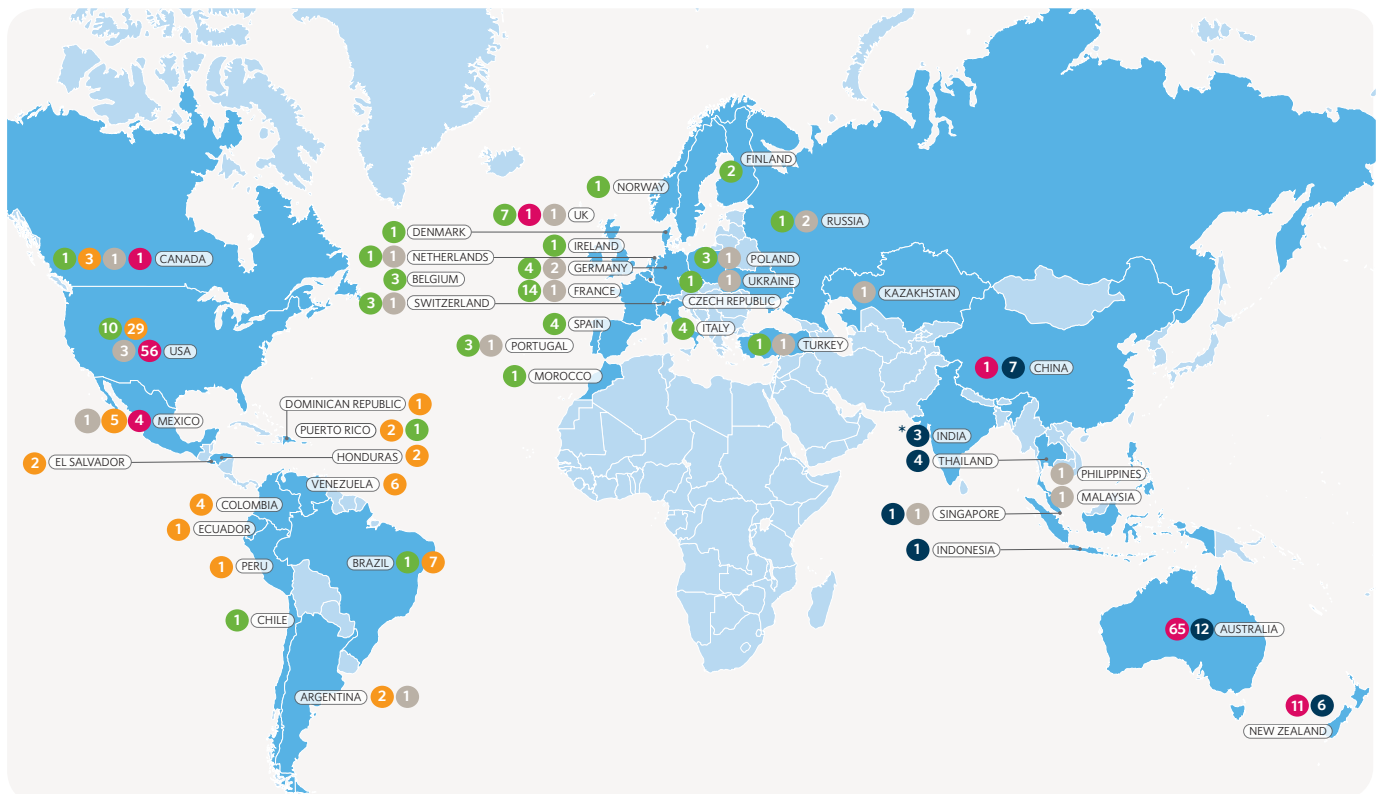 FINLAND
2
1 NORWAY
7 1 1 UK
1 2 RUSSIA
1 DENMARK
1 IRELAND
1 1 NETHERLANDS
4 2 GERMANY
3 1 POLAND
1 3 1 1 CANADA
3 BELGIUM
14 1 FRANCE
1
1 UKRAINE
3 1 SWITZERLAND
CZECH REPUBLIC
1 KAZAKHSTAN
10 29
3 56 USA
4 SPAIN
4 ITALY
3 1 PORTUGAL
1 1 TURKEY
1 7 CHINA
1 MOROCCO
DOMINICAN REPUBLIC 1
1 5 4 MEXICO
PUERTO RICO 2 1
* 3 INDIA
HONDURAS 2
2 EL SALVADOR
4 THAILAND
1 PHILIPPINES
VENEZUELA 6
1 MALAYSIA
4 COLOMBIA
1 1 SINGAPORE
1 ECUADOR
1 INDONESIA
1 PERU
BRAZIL 1 7
1 CHILE
65 12 AUSTRALIA
ARGENTINA 2 1
11 6
NEW ZEALAND